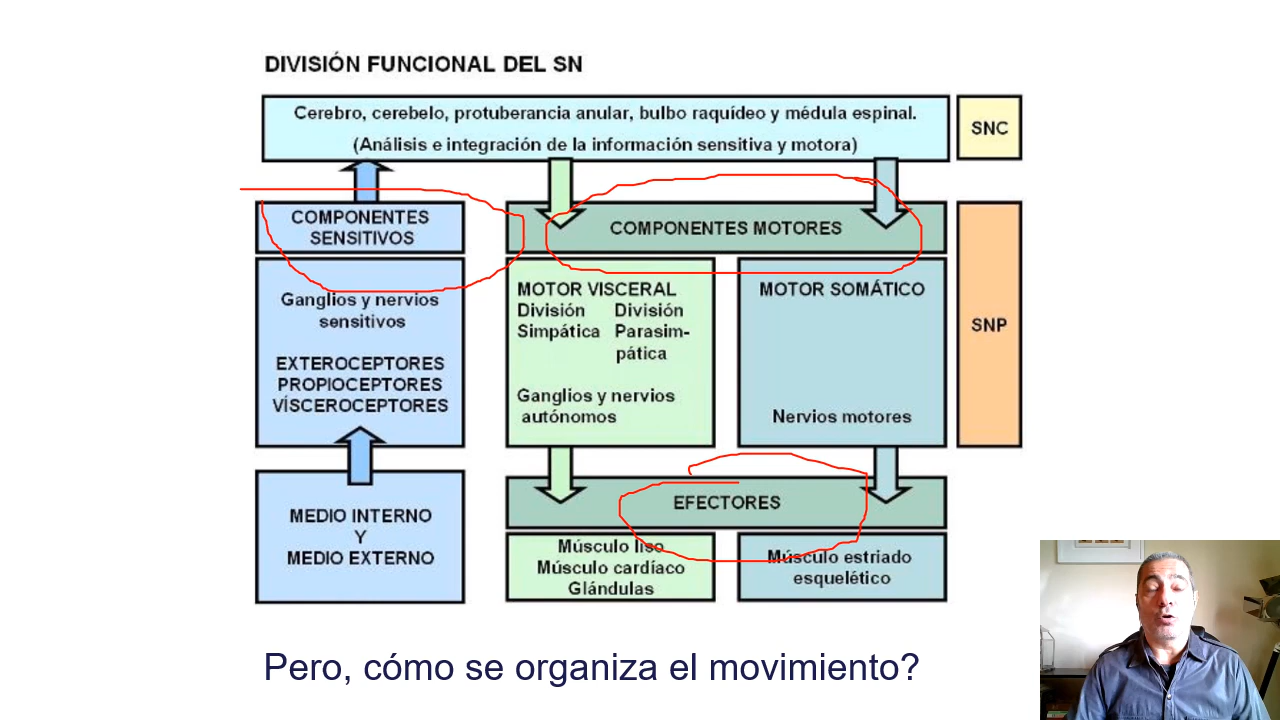 DIVISIÓN FUNCIONAL DEL SN
Cerebro, cerebelo, protuberancia anular, bulbo raquídeo y médula espinal.
(Análisis e integración de la información sensitiva y motora)
SNC
COMPONENTES
SENSITIVOS
COMPONENTES MOTORES
Ganglios y nervios
sensitivos
EXTEROCEPTORES
PROPIOCEPTORES
VÍSCEROCEPTORES
MOTOR VISCERAL
División División
Simpática Parasim-
pática
Ganglios y nervios
autónomos
MOTOR SOMÁTICO
Nervios motores
SNP
MEDIO INTERNO
Y
MEDIO EXTERNO
EFECTORES
Músculo liso
Músculo cardíaco
Glándulas
Músculo estriado
esquelético
Pero, cómo se organiza el movimiento?